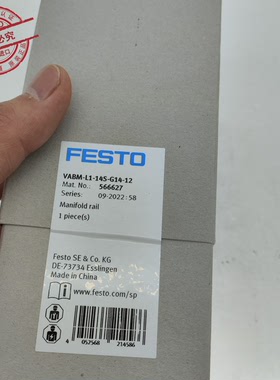 FESTO
VABM-L1-14S-G14-12
Mat. No.: 566627
Series: 09-2022: S8
Manifold rail
1 piece(s)
Festo SE & Co. KG
DE-73734 Esslingen
Made in China
www.festo.com/sp
4 052568 214586